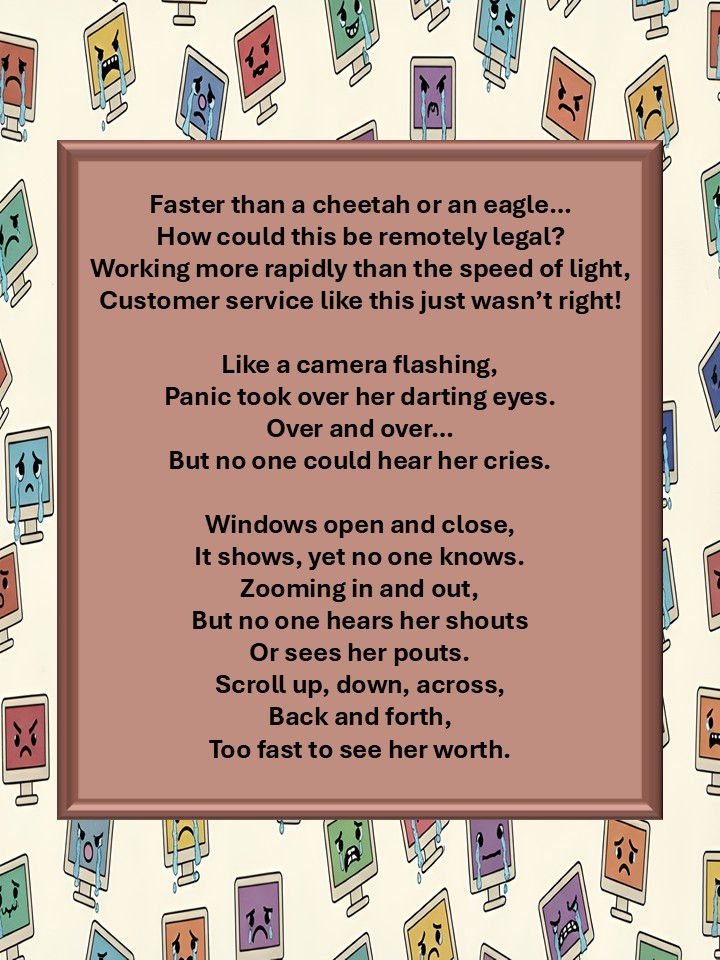 Faster than a cheetah or an eagle...
How could this be remotely legal?
Working more rapidly than the speed of light,
Customer service like this just wasn’t right!
Like a camera flashing,
Panic took over her darting eyes.
Over and over...
But no one could hear her cries.
Windows open and close,
It shows, yet no one knows.
Zooming in and out,
But no one hears her shouts
Or sees her pouts.
Scroll up, down, across,
Back and forth,
Too fast to see her worth.